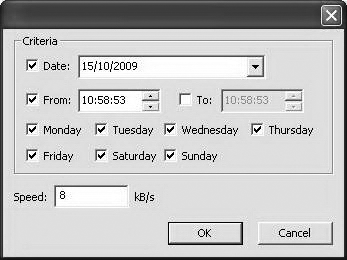 Criteria
Date: 15/10/2009
From: 10:58:53 To: 10:58:53
Monday Tuesday Wednesday Thursday
Friday Saturday Sunday
Speed: 8 kB/s
OK Cancel